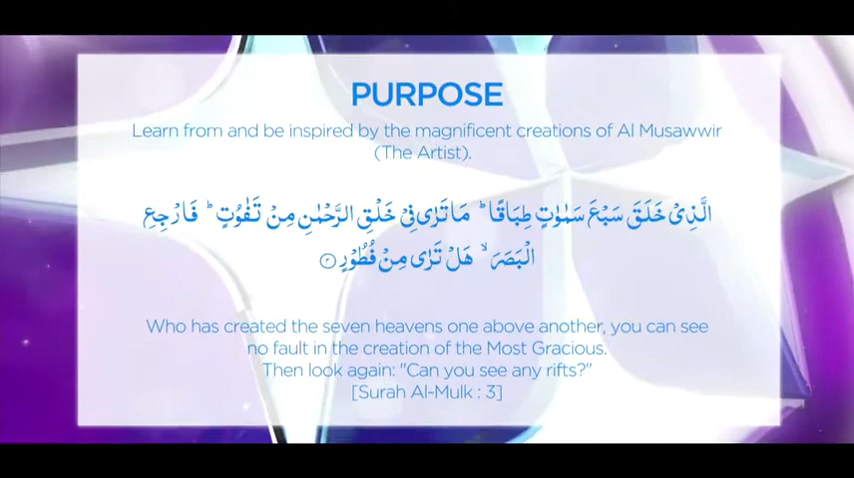 PURPOSE
Learn from and be inspired by the magnificent creations of Al Musawwir
(The Artist).
الَّذِىْ خَلَقَ سَبْعَ سَمٰوٰتٍ طِبَاقًا ؕ مَا تَرٰى فِىْ خَلْقِ الرَّحْمٰنِ مِنْ تَفٰوُتٍ ؕ فَارْجِعِ
الْبَصَرَ ۙ هَلْ تَرٰى مِنْ فُطُوْرٍ ۝۳
Who has created the seven heavens one above another, you can see
no fault in the creation of the Most Gracious.
Then look again: "Can you see any rifts?"
[Surah Al-Mulk : 3]